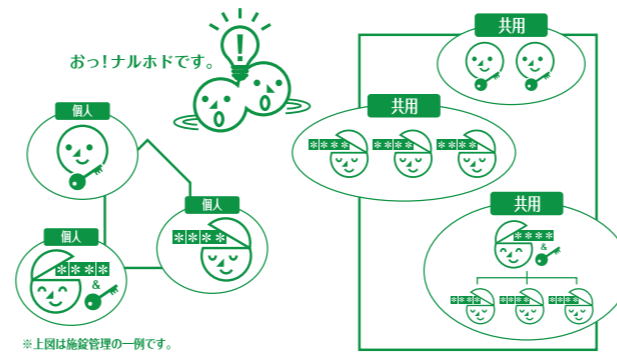 おっ！ナルホドです。
!
個人
個人
****
個人
****
&
※上図は施錠管理の一例です。
共用
共用
**** **** ****
共用
****
&
**** **** ****